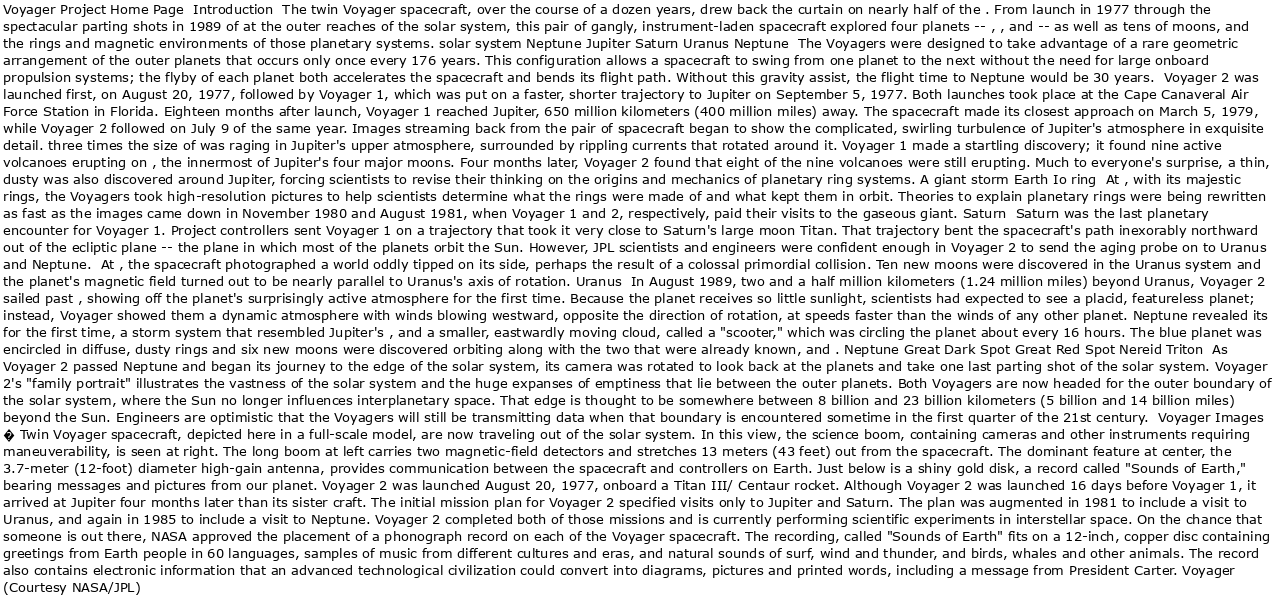 Voyager Project Home Page  Introduction  The twin Voyager spacecraft, over the course of a dozen years, drew back the curtain on nearly half of the . From launch in 1977 through the
spectacular parting shots in 1989 of at the outer reaches of the solar system, this pair of gangly, instrument-laden spacecraft explored four planets -- , , and -- as well as tens of moons, and
the rings and magnetic environments of those planetary systems. solar system Neptune Jupiter Saturn Uranus Neptune  The Voyagers were designed to take advantage of a rare geometric
arrangement of the outer planets that occurs only once every 176 years. This configuration allows a spacecraft to swing from one planet to the next without the need for large onboard
propulsion systems; the flyby of each planet both accelerates the spacecraft and bends its flight path. Without this gravity assist, the flight time to Neptune would be 30 years.  Voyager 2 was
launched first, on August 20, 1977, followed by Voyager 1, which was put on a faster, shorter trajectory to Jupiter on September 5, 1977. Both launches took place at the Cape Canaveral Air
Force Station in Florida. Eighteen months after launch, Voyager 1 reached Jupiter, 650 million kilometers (400 million miles) away. The spacecraft made its closest approach on March 5, 1979,
while Voyager 2 followed on July 9 of the same year. Images streaming back from the pair of spacecraft began to show the complicated, swirling turbulence of Jupiter's atmosphere in exquisite
detail. three times the size of was raging in Jupiter's upper atmosphere, surrounded by rippling currents that rotated around it. Voyager 1 made a startling discovery; it found nine active
volcanoes erupting on , the innermost of Jupiter's four major moons. Four months later, Voyager 2 found that eight of the nine volcanoes were still erupting. Much to everyone's surprise, a thin,
dusty was also discovered around Jupiter, forcing scientists to revise their thinking on the origins and mechanics of planetary ring systems. A giant storm Earth Io ring  At , with its majestic
rings, the Voyagers took high-resolution pictures to help scientists determine what the rings were made of and what kept them in orbit. Theories to explain planetary rings were being rewritten
as fast as the images came down in November 1980 and August 1981, when Voyager 1 and 2, respectively, paid their visits to the gaseous giant. Saturn  Saturn was the last planetary
encounter for Voyager 1. Project controllers sent Voyager 1 on a trajectory that took it very close to Saturn's large moon Titan. That trajectory bent the spacecraft's path inexorably northward
out of the ecliptic plane -- the plane in which most of the planets orbit the Sun. However, JPL scientists and engineers were confident enough in Voyager 2 to send the aging probe on to Uranus
and Neptune.  At , the spacecraft photographed a world oddly tipped on its side, perhaps the result of a colossal primordial collision. Ten new moons were discovered in the Uranus system and
the planet's magnetic field turned out to be nearly parallel to Uranus's axis of rotation. Uranus  In August 1989, two and a half million kilometers (1.24 million miles) beyond Uranus, Voyager 2
sailed past , showing off the planet's surprisingly active atmosphere for the first time. Because the planet receives so little sunlight, scientists had expected to see a placid, featureless planet;
instead, Voyager showed them a dynamic atmosphere with winds blowing westward, opposite the direction of rotation, at speeds faster than the winds of any other planet. Neptune revealed its
for the first time, a storm system that resembled Jupiter's , and a smaller, eastwardly moving cloud, called a "scooter," which was circling the planet about every 16 hours. The blue planet was
encircled in diffuse, dusty rings and six new moons were discovered orbiting along with the two that were already known, and . Neptune Great Dark Spot Great Red Spot Nereid Triton  As
Voyager 2 passed Neptune and began its journey to the edge of the solar system, its camera was rotated to look back at the planets and take one last parting shot of the solar system. Voyager
2's "family portrait" illustrates the vastness of the solar system and the huge expanses of emptiness that lie between the outer planets. Both Voyagers are now headed for the outer boundary of
the solar system, where the Sun no longer influences interplanetary space. That edge is thought to be somewhere between 8 billion and 23 billion kilometers (5 billion and 14 billion miles)
beyond the Sun. Engineers are optimistic that the Voyagers will still be transmitting data when that boundary is encountered sometime in the first quarter of the 21st century.  Voyager Images
� Twin Voyager spacecraft, depicted here in a full-scale model, are now traveling out of the solar system. In this view, the science boom, containing cameras and other instruments requiring
maneuverability, is seen at right. The long boom at left carries two magnetic-field detectors and stretches 13 meters (43 feet) out from the spacecraft. The dominant feature at center, the
3.7-meter (12-foot) diameter high-gain antenna, provides communication between the spacecraft and controllers on Earth. Just below is a shiny gold disk, a record called "Sounds of Earth,"
bearing messages and pictures from our planet. Voyager 2 was launched August 20, 1977, onboard a Titan III/ Centaur rocket. Although Voyager 2 was launched 16 days before Voyager 1, it
arrived at Jupiter four months later than its sister craft. The initial mission plan for Voyager 2 specified visits only to Jupiter and Saturn. The plan was augmented in 1981 to include a visit to
Uranus, and again in 1985 to include a visit to Neptune. Voyager 2 completed both of those missions and is currently performing scientific experiments in interstellar space. On the chance that
someone is out there, NASA approved the placement of a phonograph record on each of the Voyager spacecraft. The recording, called "Sounds of Earth" fits on a 12-inch, copper disc containing
greetings from Earth people in 60 languages, samples of music from different cultures and eras, and natural sounds of surf, wind and thunder, and birds, whales and other animals. The record
also contains electronic information that an advanced technological civilization could convert into diagrams, pictures and printed words, including a message from President Carter. Voyager
(Courtesy NASA/JPL)